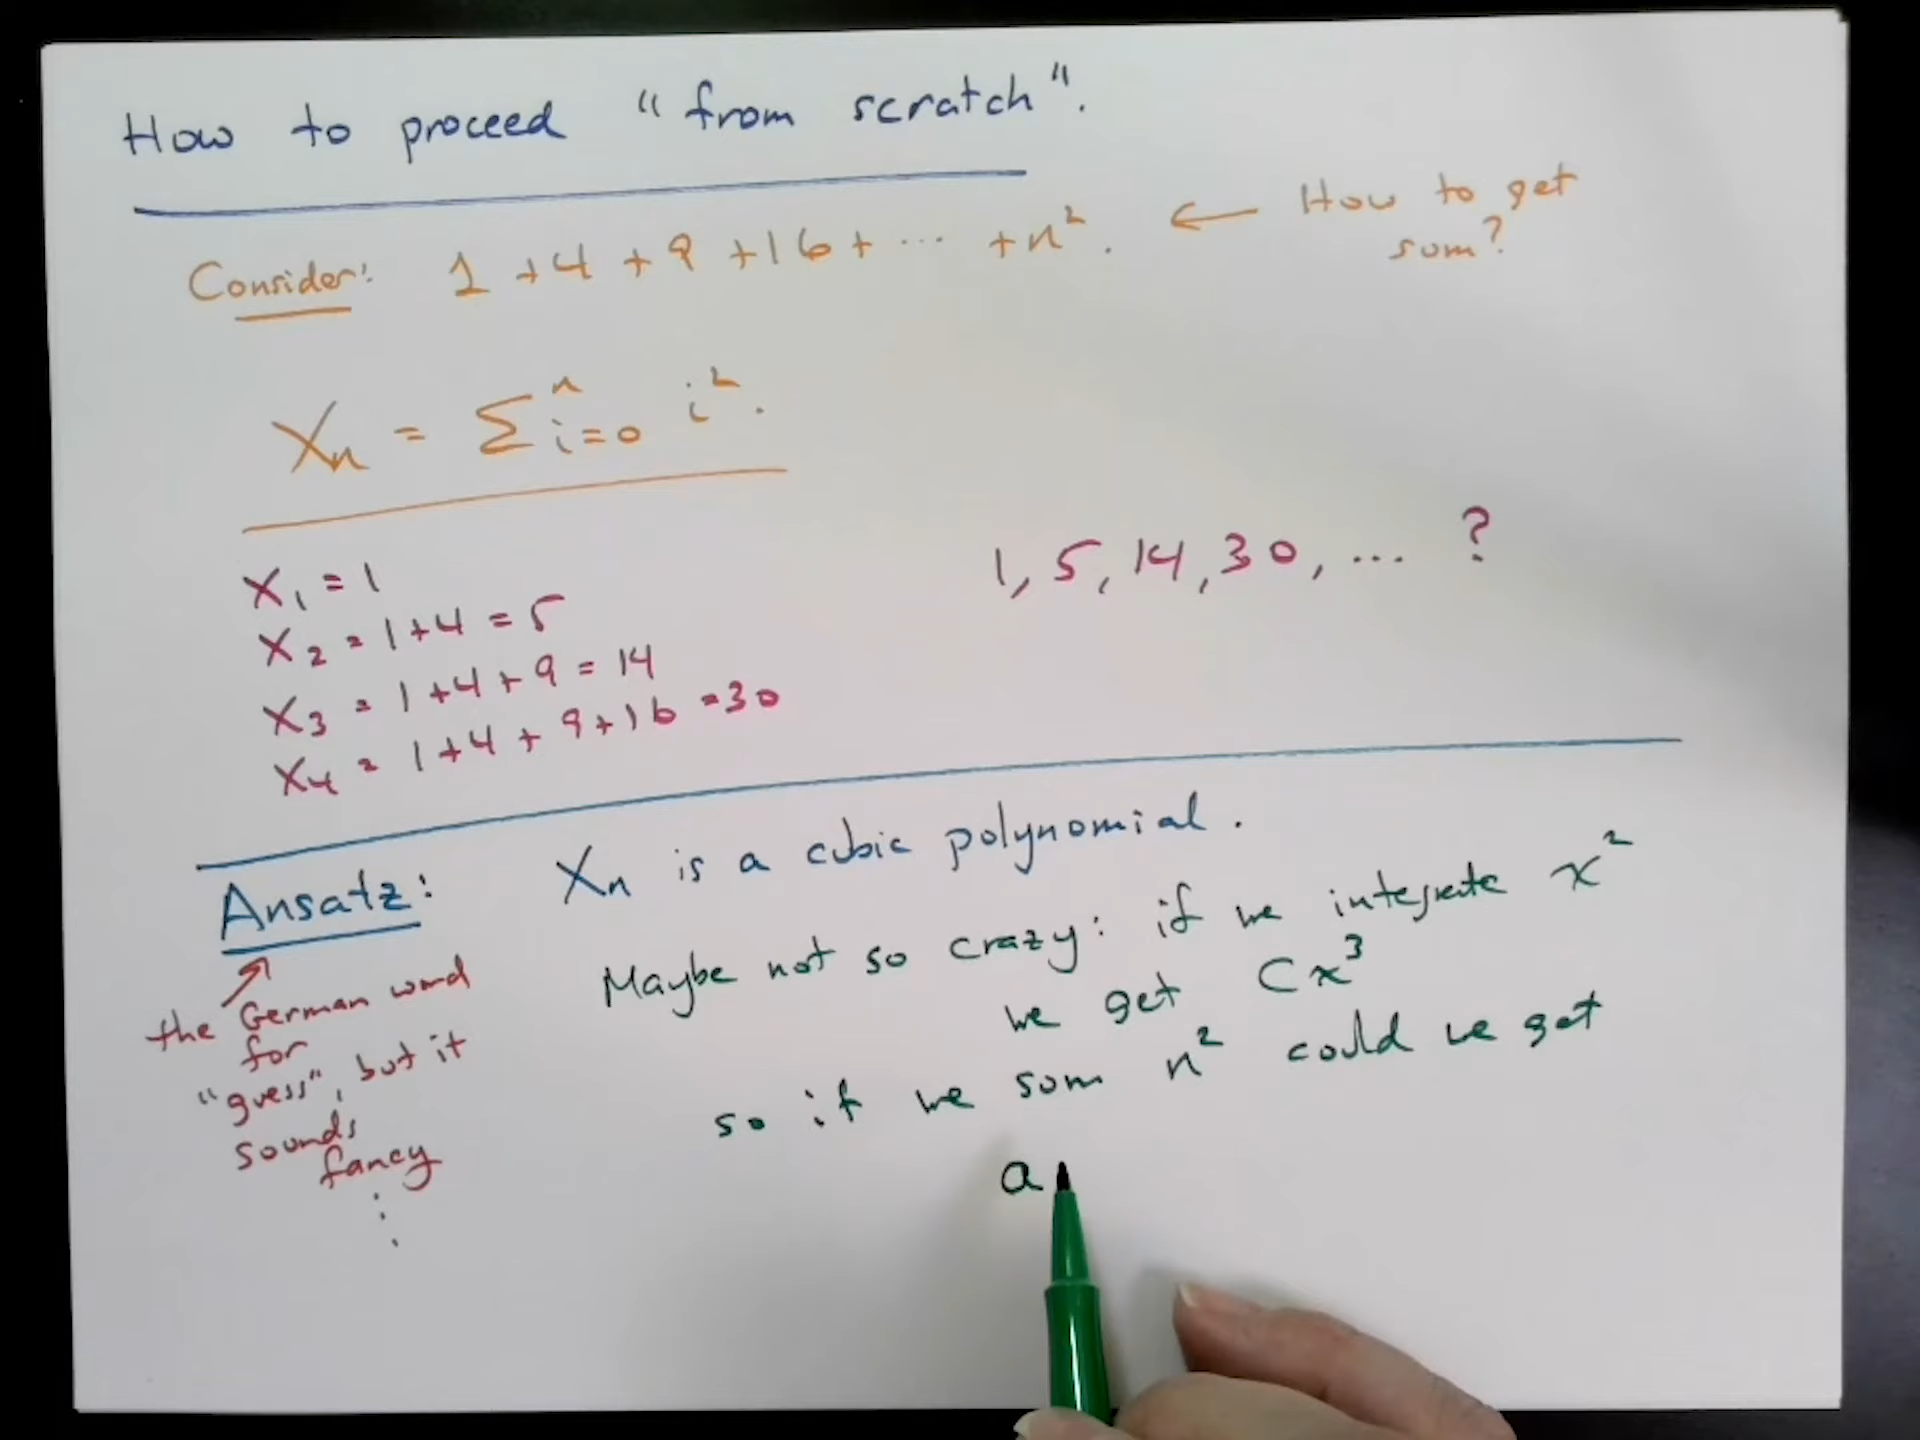 How to proceed "from scratch".
Consider: 1 + 4 + 9 + 16 + ... + n². ← How to get
sum?
Xn = Σ i=0 ^n i².
X₁ = 1
X₂ = 1+4 = 5
X₃ = 1+4+9 = 14
X₄ = 1+4+9+16 = 30
1, 5, 14, 30, ... ?
Ansatz: Xn is a cubic polynomial.
Maybe not so crazy: if we integrate x²
we get Cx³
so if we sum n² could we get
a
the German word
for
"guess", but it
sounds
fancy
...